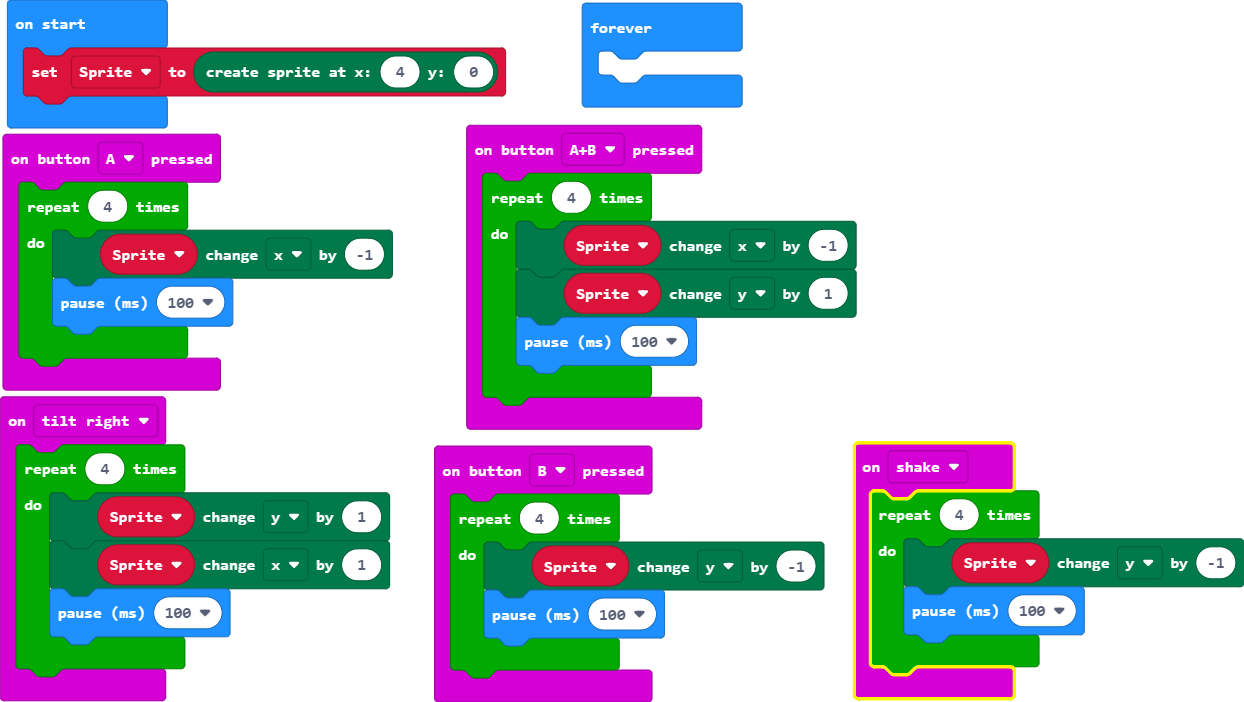 on start
set Sprite to create sprite at x: 4 y: 0
forever
on button A pressed
repeat 4 times
do
Sprite change x by -1
pause (ms) 100
on button A+B pressed
repeat 4 times
do
Sprite change x by -1
Sprite change y by 1
pause (ms) 100
on tilt right
repeat 4 times
do
Sprite change y by 1
Sprite change x by 1
pause (ms) 100
on button B pressed
repeat 4 times
do
Sprite change y by -1
pause (ms) 100
on shake
repeat 4 times
do
Sprite change y by -1
pause (ms) 100